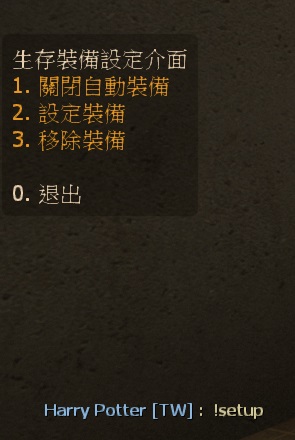 生存裝備設定介面
1. 關閉自動裝備
2. 設定裝備
3. 移除裝備
0. 退出
Harry Potter [TW] : !setup